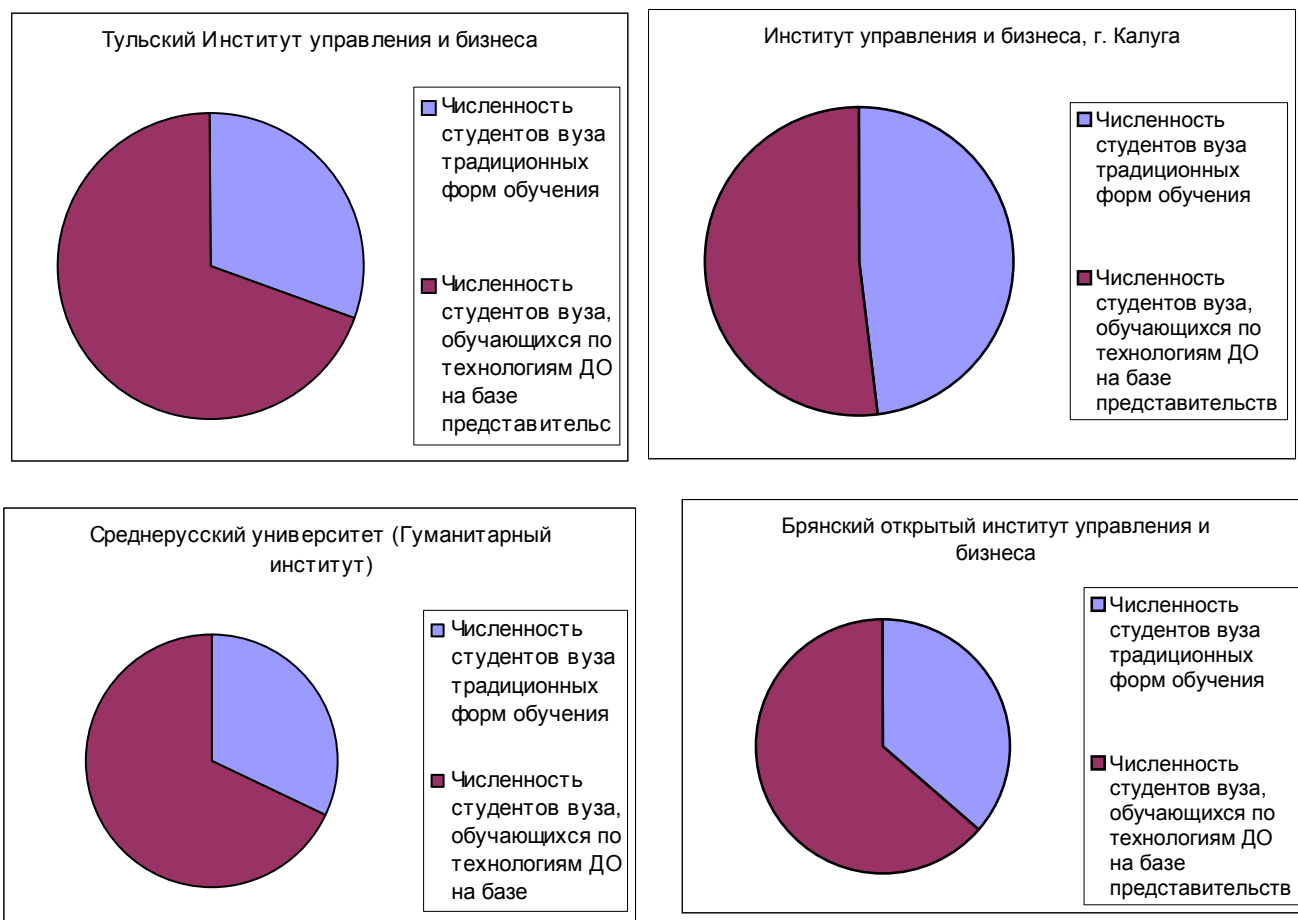 Тульский Институт управления и бизнеса
Численность
студентов вуза
традиционных
форм обучения
Численность
студентов вуза,
обучающихся по
технологиям ДО
на базе
представительс
Институт управления и бизнеса, г. Калуга
Численность
студентов вуза
традиционных
форм обучения
Численность
студентов вуза,
обучающихся по
технологиям ДО
на базе
представительств
Среднерусский университет (Гуманитарный
институт)
Численность
студентов вуза
традиционных
форм обучения
Численность
студентов вуза,
обучающихся по
технологиям ДО
на базе
Брянский открытый институт управления и
бизнеса
Численность
студентов вуза
традиционных
форм обучения
Численность
студентов вуза,
обучающихся по
технологиям ДО
на базе
представительств